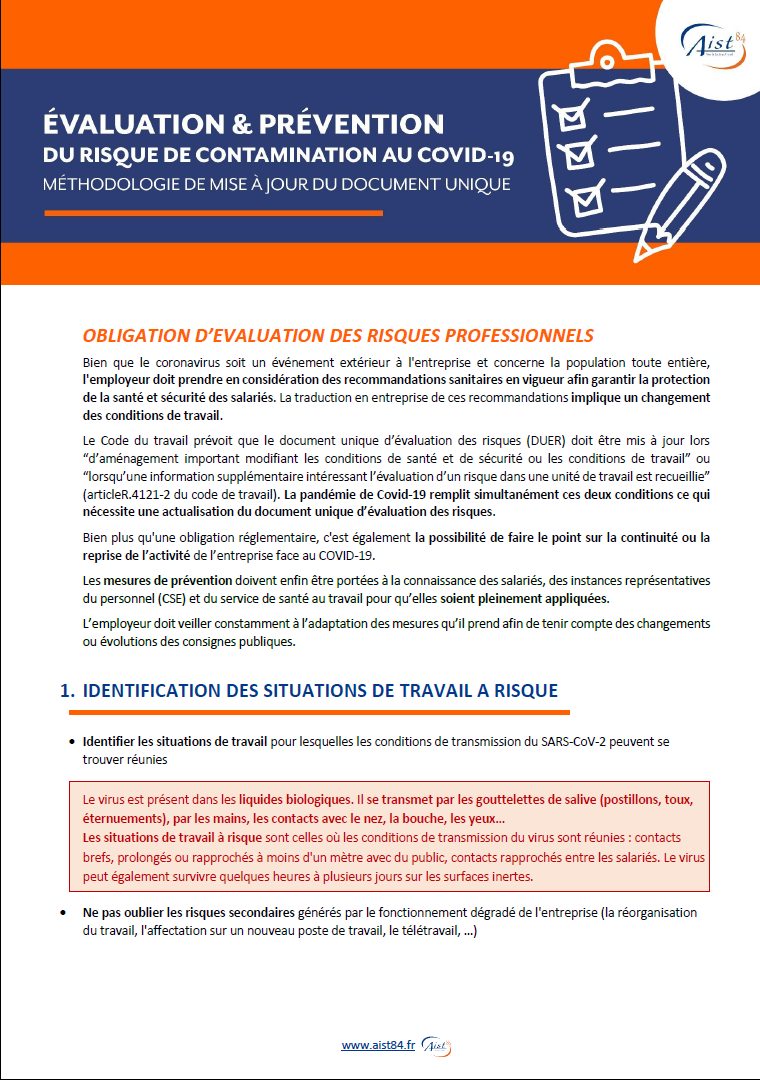 Aist 84
ÉVALUATION & PRÉVENTION
DU RISQUE DE CONTAMINATION AU COVID-19
MÉTHODOLOGIE DE MISE À JOUR DU DOCUMENT UNIQUE
OBLIGATION D’EVALUATION DES RISQUES PROFESSIONNELS
Bien que le coronavirus soit un événement extérieur à l'entreprise et concerne la population toute entière,
l'employeur doit prendre en considération des recommandations sanitaires en vigueur afin garantir la protection
de la santé et sécurité des salariés. La traduction en entreprise de ces recommandations implique un changement
des conditions de travail.
Le Code du travail prévoit que le document unique d’évaluation des risques (DUER) doit être mis à jour lors
“d’aménagement important modifiant les conditions de santé et de sécurité ou les conditions de travail” ou
“lorsqu’une information supplémentaire intéressant l’évaluation d’un risque dans une unité de travail est recueillie”
(articleR.4121-2 du code de travail). La pandémie de Covid-19 remplit simultanément ces deux conditions ce qui
nécessite une actualisation du document unique d’évaluation des risques.
Bien plus qu'une obligation réglementaire, c'est également la possibilité de faire le point sur la continuité ou la
reprise de l’activité de l’entreprise face au COVID-19.
Les mesures de prévention doivent enfin être portées à la connaissance des salariés, des instances représentatives
du personnel (CSE) et du service de santé au travail pour qu’elles soient pleinement appliquées.
L’employeur doit veiller constamment à l’adaptation des mesures qu’il prend afin de tenir compte des changements
ou évolutions des consignes publiques.
1. IDENTIFICATION DES SITUATIONS DE TRAVAIL A RISQUE
• Identifier les situations de travail pour lesquelles les conditions de transmission du SARS-CoV-2 peuvent se
trouver réunies
Le virus est présent dans les liquides biologiques. Il se transmet par les gouttelettes de salive (postillons, toux,
éternuements), par les mains, les contacts avec le nez, la bouche, les yeux...
Les situations de travail à risque sont celles où les conditions de transmission du virus sont réunies : contacts
brefs, prolongés ou rapprochés à moins d'un mètre avec du public, contacts rapprochés entre les salariés. Le virus
peut également survivre quelques heures à plusieurs jours sur les surfaces inertes.
• Ne pas oublier les risques secondaires générés par le fonctionnement dégradé de l'entreprise (la réorganisation
du travail, l'affectation sur un nouveau poste de travail, le télétravail, ...)
www.aist84.fr Aist